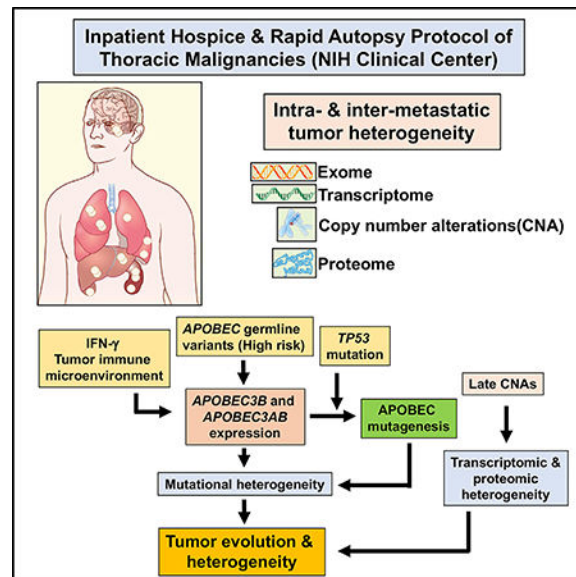 Inpatient Hospice & Rapid Autopsy Protocol of
Thoracic Malignancies (NIH Clinical Center)
Intra- & inter-metastatic
tumor heterogeneity
Exome
Transcriptome
Copy number alterations(CNA)
Proteome
IFN-γ
Tumor immune
microenvironment
APOBEC germline
variants (High risk)
TP53
mutation
APOBEC3B and
APOBEC3AB
expression
APOBEC
mutagenesis
Late CNAs
Mutational heterogeneity
Transcriptomic &
proteomic
heterogeneity
Tumor evolution &
heterogeneity